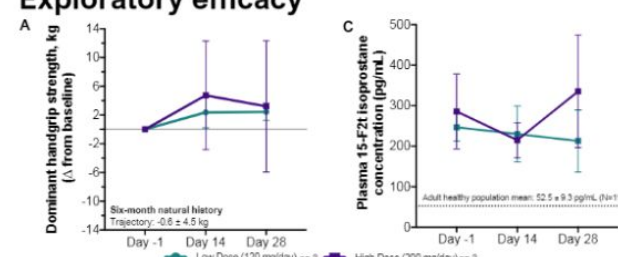 Exploratory efficacy
A
Dominant handgrip strength, kg
(Δ from baseline)
14
10
6
2
-2
-6
-10
-14
Six-month natural history
Trajectory: -0.6 ± 4.5 kg
Day -1 Day 14 Day 28
C
Plasma 15-F2t isoprostane
concentration (pg/mL)
500
400
300
200
100
0
Adult healthy population mean: 52.5 ± 9.3 pg/mL
Day -1 Day 14 Day 28
Low Dose (120 mg/day) High Dose